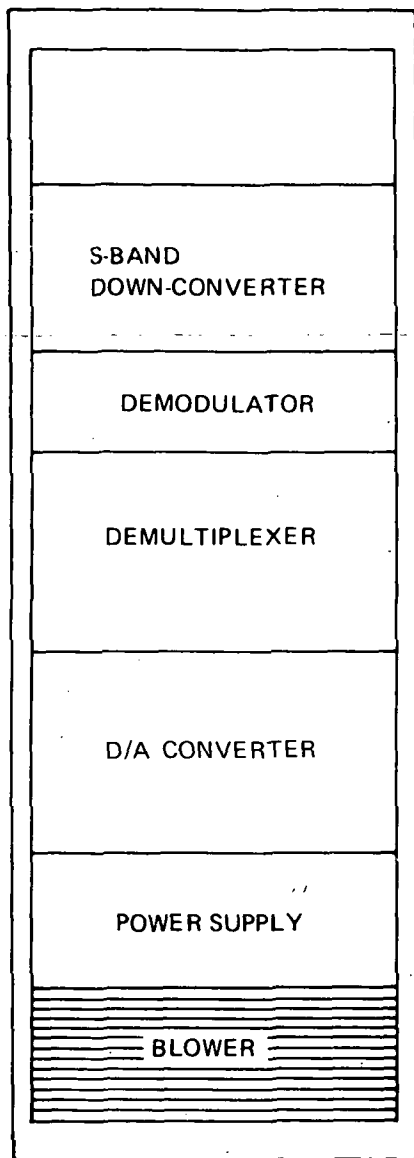 S-BAND
DOWN-CONVERTER
DEMODULATOR
DEMULTIPLEXER
D/A CONVERTER
POWER SUPPLY
BLOWER